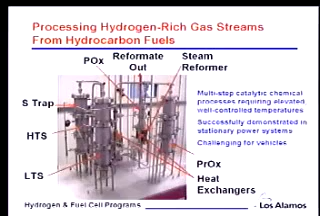 Processing Hydrogen-Rich Gas Streams
From Hydrocarbon Fuels
POx
Reformate
Out
Steam
Reformer
S Trap
HTS
LTS
Multi-step catalytic chemical
processes requiring elevated
well-controlled temperatures
Successfully demonstrated in
stationary power systems
Challenging for vehicles
PrOx
Heat
Exchangers
Hydrogen & Fuel Cell Programs
Los Alamos